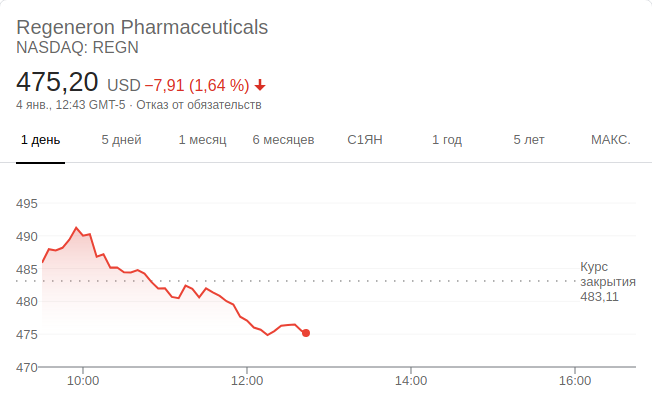 Regeneron Pharmaceuticals
NASDAQ: REGN
475,20 USD −7,91 (1,64 %)
4 янв., 12:43 GMT-5 · Отказ от обязательств
1 день 5 дней 1 месяц 6 месяцев С1ЯН 1 год 5 лет МАКС.
495
490
485
480
475
470
Курс
закрытия
483,11
10:00 12:00 14:00 16:00